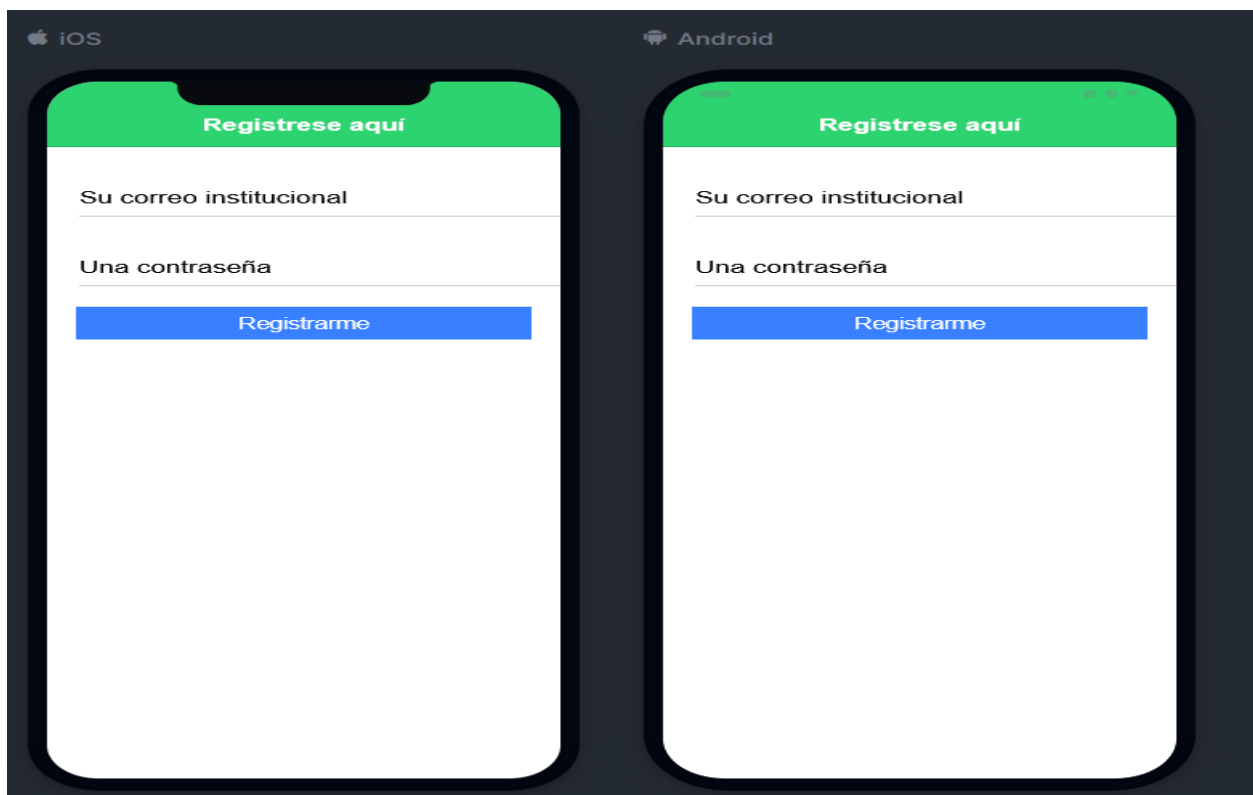 iOS
Registrese aquí
Su correo institucional
Una contraseña
Registrarme
Android
Registrese aquí
Su correo institucional
Una contraseña
Registrarme